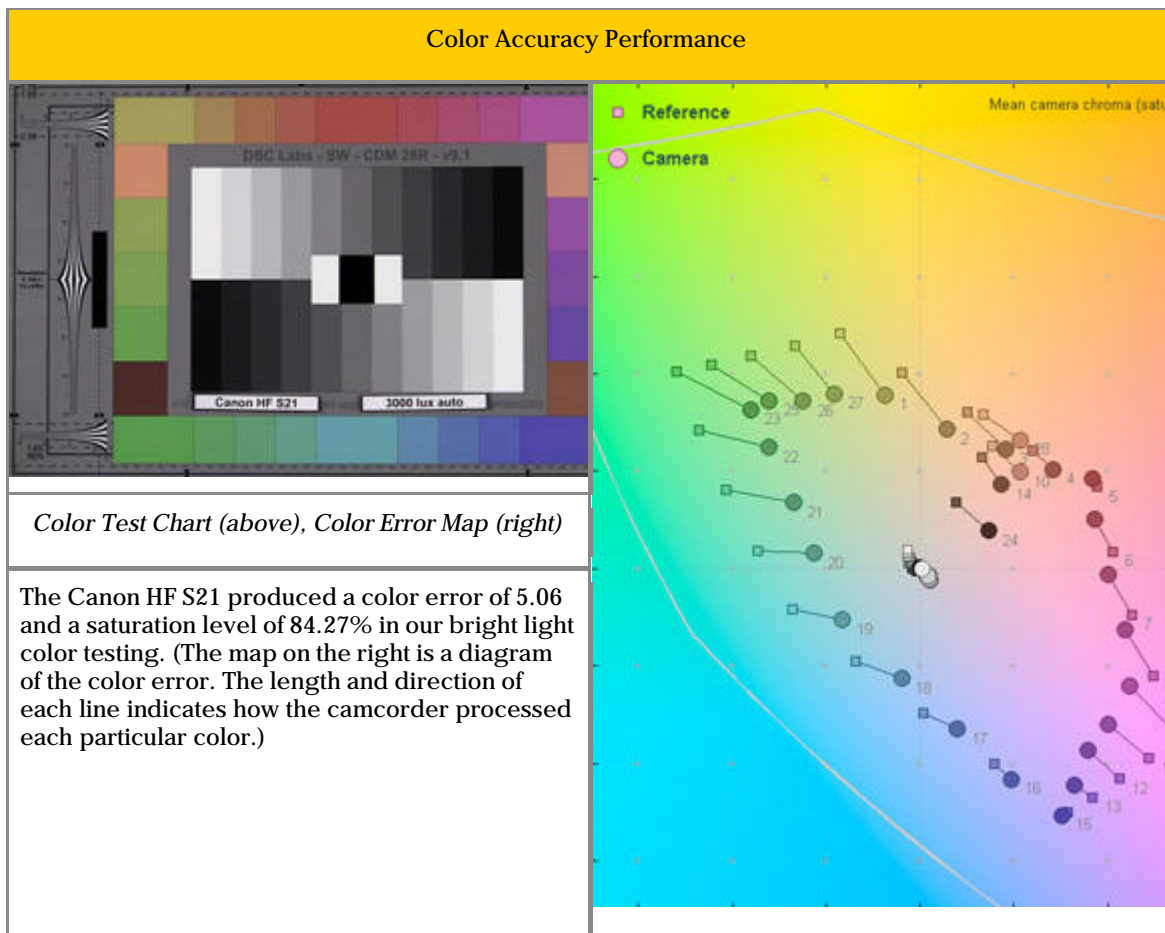 Color Accuracy Performance
DSC Labs - SW - CDM 28R - v9.1
Canon HF S21
3000 lux auto
Color Test Chart (above), Color Error Map (right)
The Canon HF S21 produced a color error of 5.06
and a saturation level of 84.27% in our bright light
color testing. (The map on the right is a diagram
of the color error. The length and direction of
each line indicates how the camcorder processed
each particular color.)
Reference
Camera
Mean camera chroma (satu
27
1
26
23
2
22
4
10
14
5
21
24
6
20
7
19
18
17
16
12
13
15